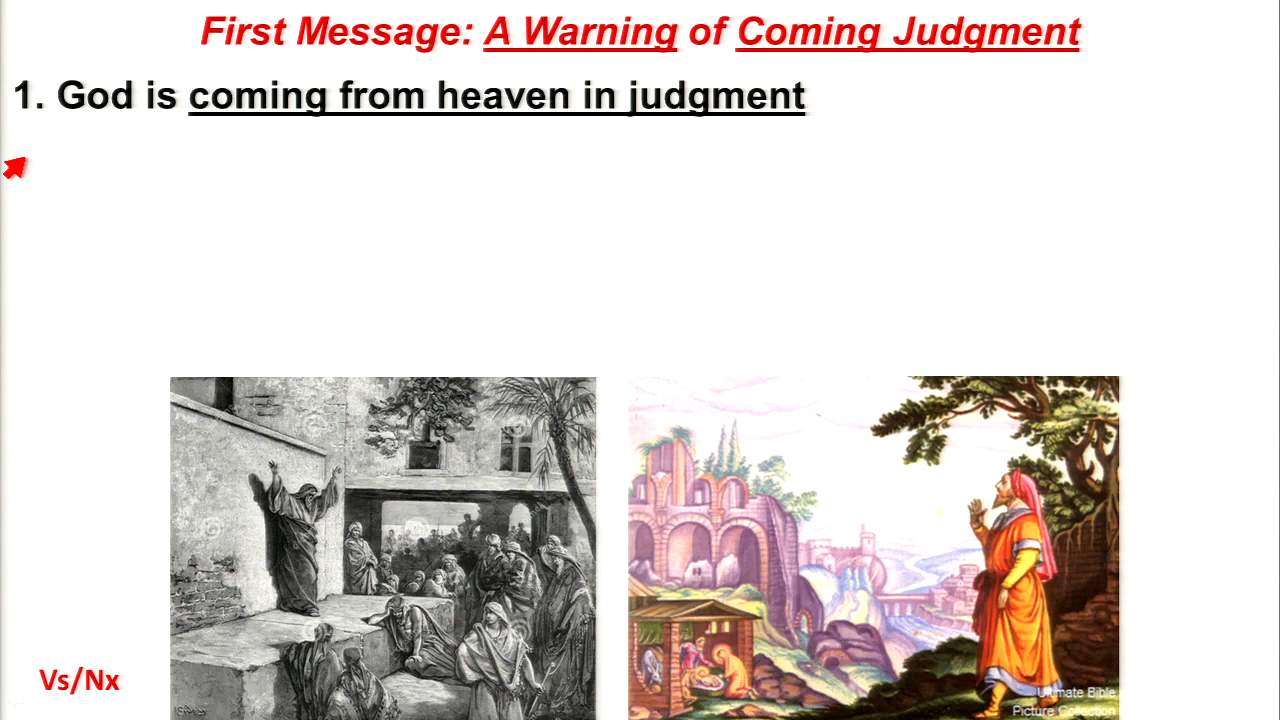 First Message: A Warning of Coming Judgment
1. God is coming from heaven in judgment
Vs/Nx
Ultimate Bible
Picture Collection